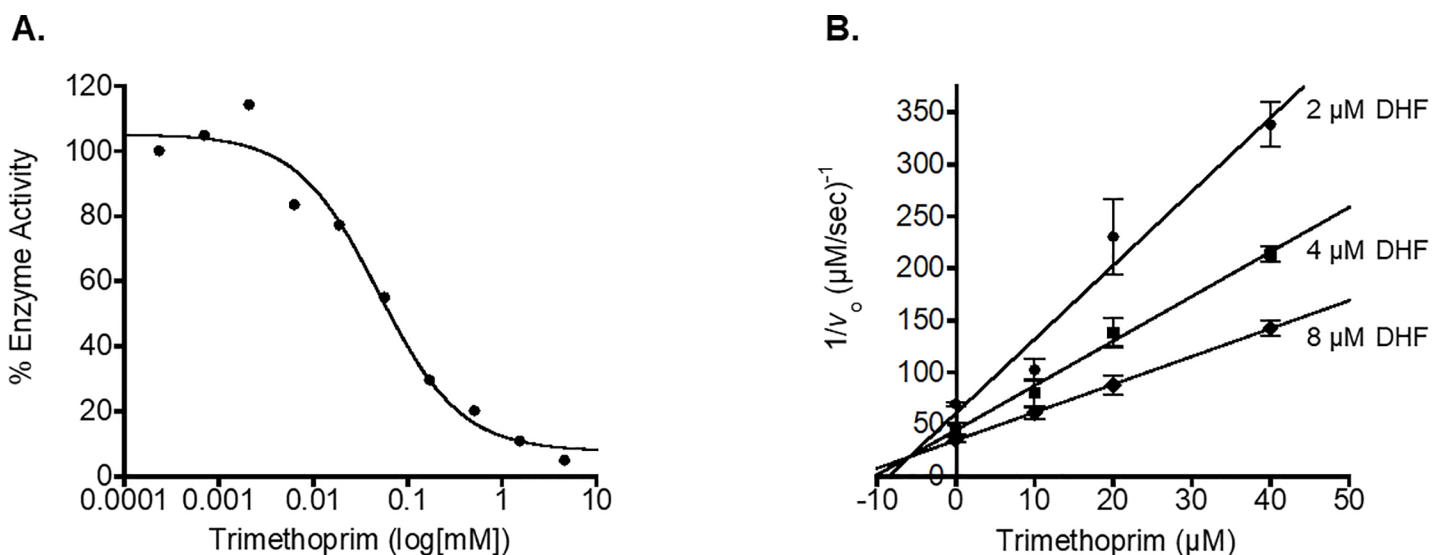 A.
120
100
80
60
40
20
0
% Enzyme Activity
0.0001 0.001 0.01 0.1 1 10
Trimethoprim (log[mM])
B.
350
300
250
200
150
100
50
0
1/vo (µM/sec)-1
2 µM DHF
4 µM DHF
8 µM DHF
-10 0 10 20 30 40 50
Trimethoprim (µM)